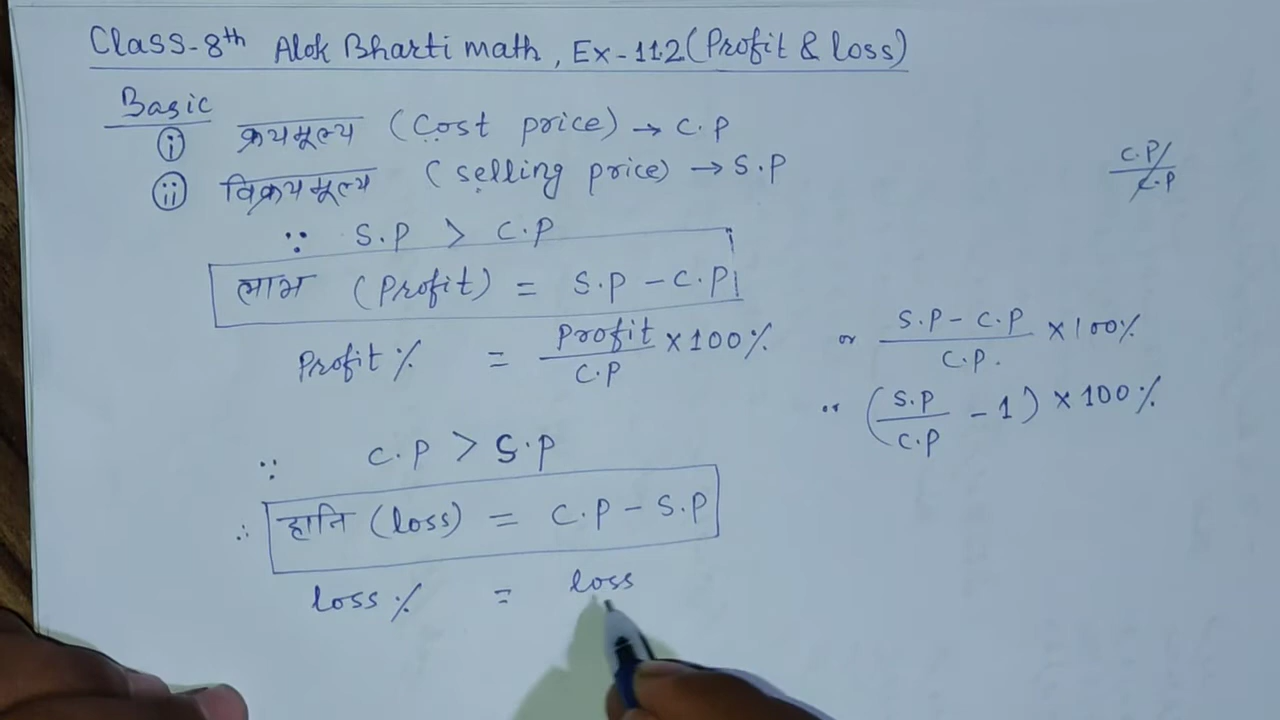 Class-8th Alok Bharti math, Ex-11.2 (Profit & loss)
Basic
(i) क्रयमूल्य (Cost price) → C.P
(ii) विक्रयमूल्य (selling price) → S.P
C.P/
C.P
∵ S.P > C.P
लाभ (Profit) = S.P - C.P
Profit % = Profit/C.P × 100% or S.P - C.P/C.P. × 100%
or (S.P/C.P - 1) × 100%
∵ C.P > S.P
∴ हानि (loss) = C.P - S.P
loss % = loss